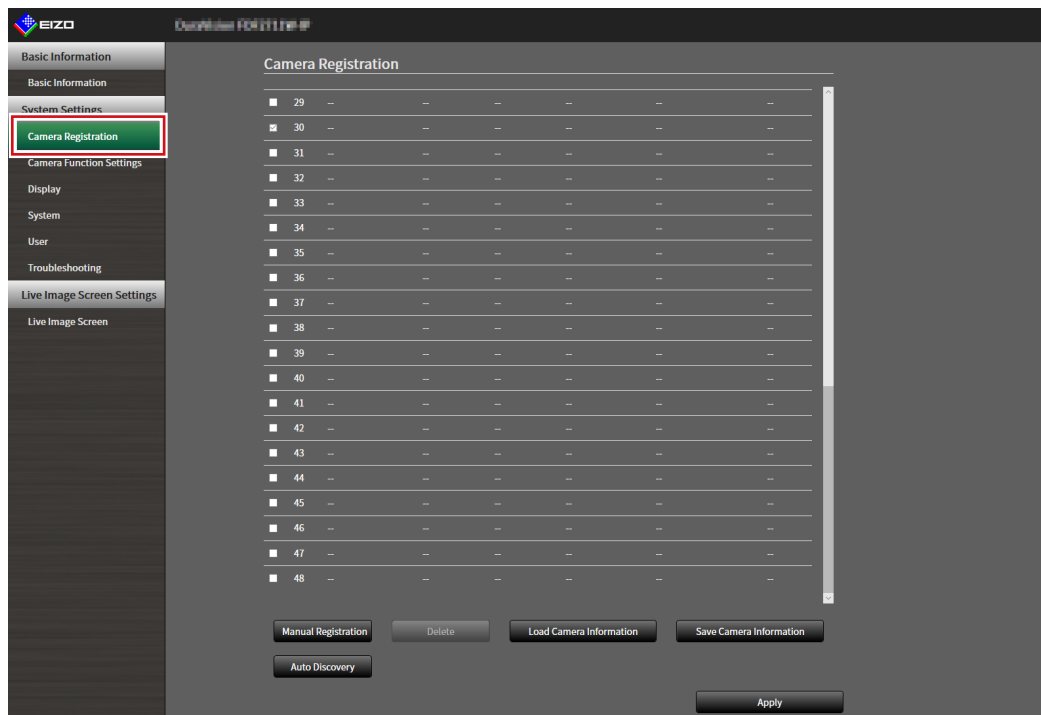 EIZO
Basic Information
Basic Information
System Settings
Camera Registration
Camera Function Settings
Display
System
User
Troubleshooting
Live Image Screen Settings
Live Image Screen
Camera Registration
29 -- -- -- -- -- --
30 -- -- -- -- -- --
31 -- -- -- -- -- --
32 -- -- -- -- -- --
33 -- -- -- -- -- --
34 -- -- -- -- -- --
35 -- -- -- -- -- --
36 -- -- -- -- -- --
37 -- -- -- -- -- --
38 -- -- -- -- -- --
39 -- -- -- -- -- --
40 -- -- -- -- -- --
41 -- -- -- -- -- --
42 -- -- -- -- -- --
43 -- -- -- -- -- --
44 -- -- -- -- -- --
45 -- -- -- -- -- --
46 -- -- -- -- -- --
47 -- -- -- -- -- --
48 -- -- -- -- -- --
Manual Registration Delete Load Camera Information Save Camera Information
Auto Discovery
Apply